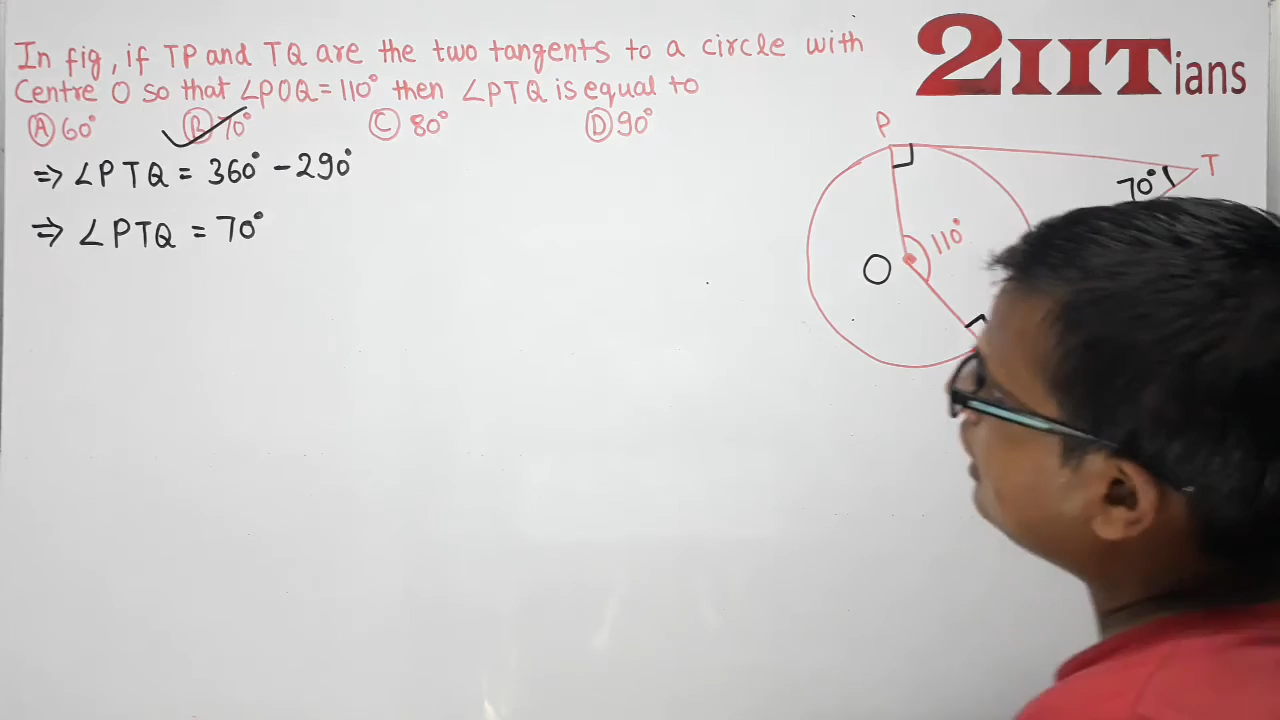 In fig, if TP and TQ are the two tangents to a circle with
Centre O so that ∠POQ = 110° then ∠PTQ is equal to
(A) 60° (B) 70° (C) 80° (D) 90°
⇒ ∠PTQ = 360° - 290°
⇒ ∠PTQ = 70°
2IITians
P
T
70°
110°
O